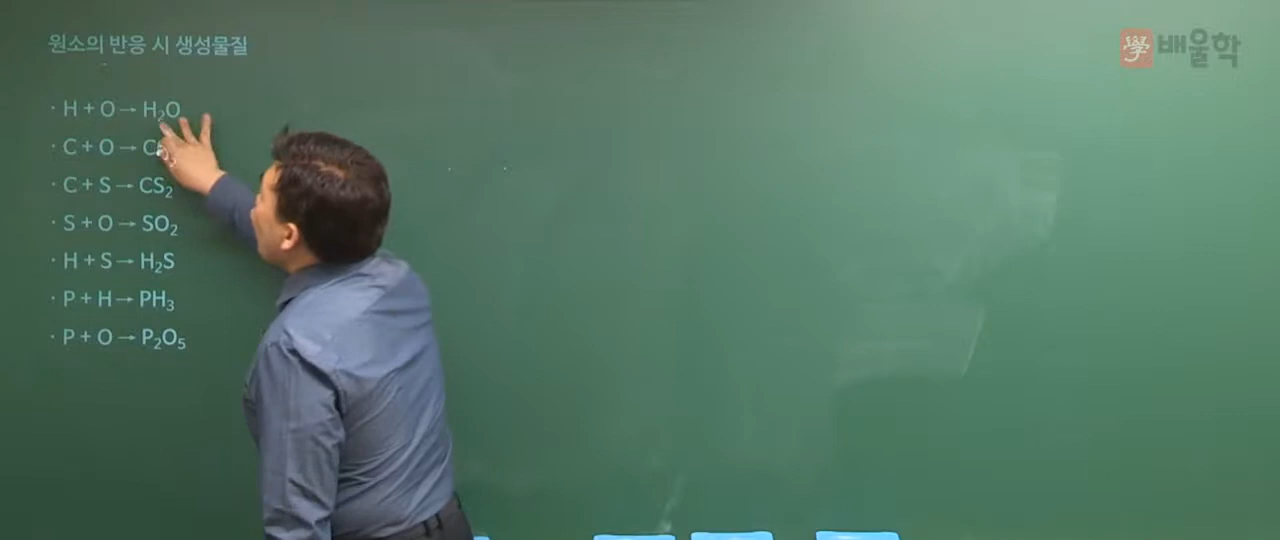 원소의 반응 시 생성물질
學 배울학
· H + O → H₂O
· C + O → C
· C + S → CS₂
· S + O → SO₂
· H + S → H₂S
· P + H → PH₃
· P + O → P₂O₅